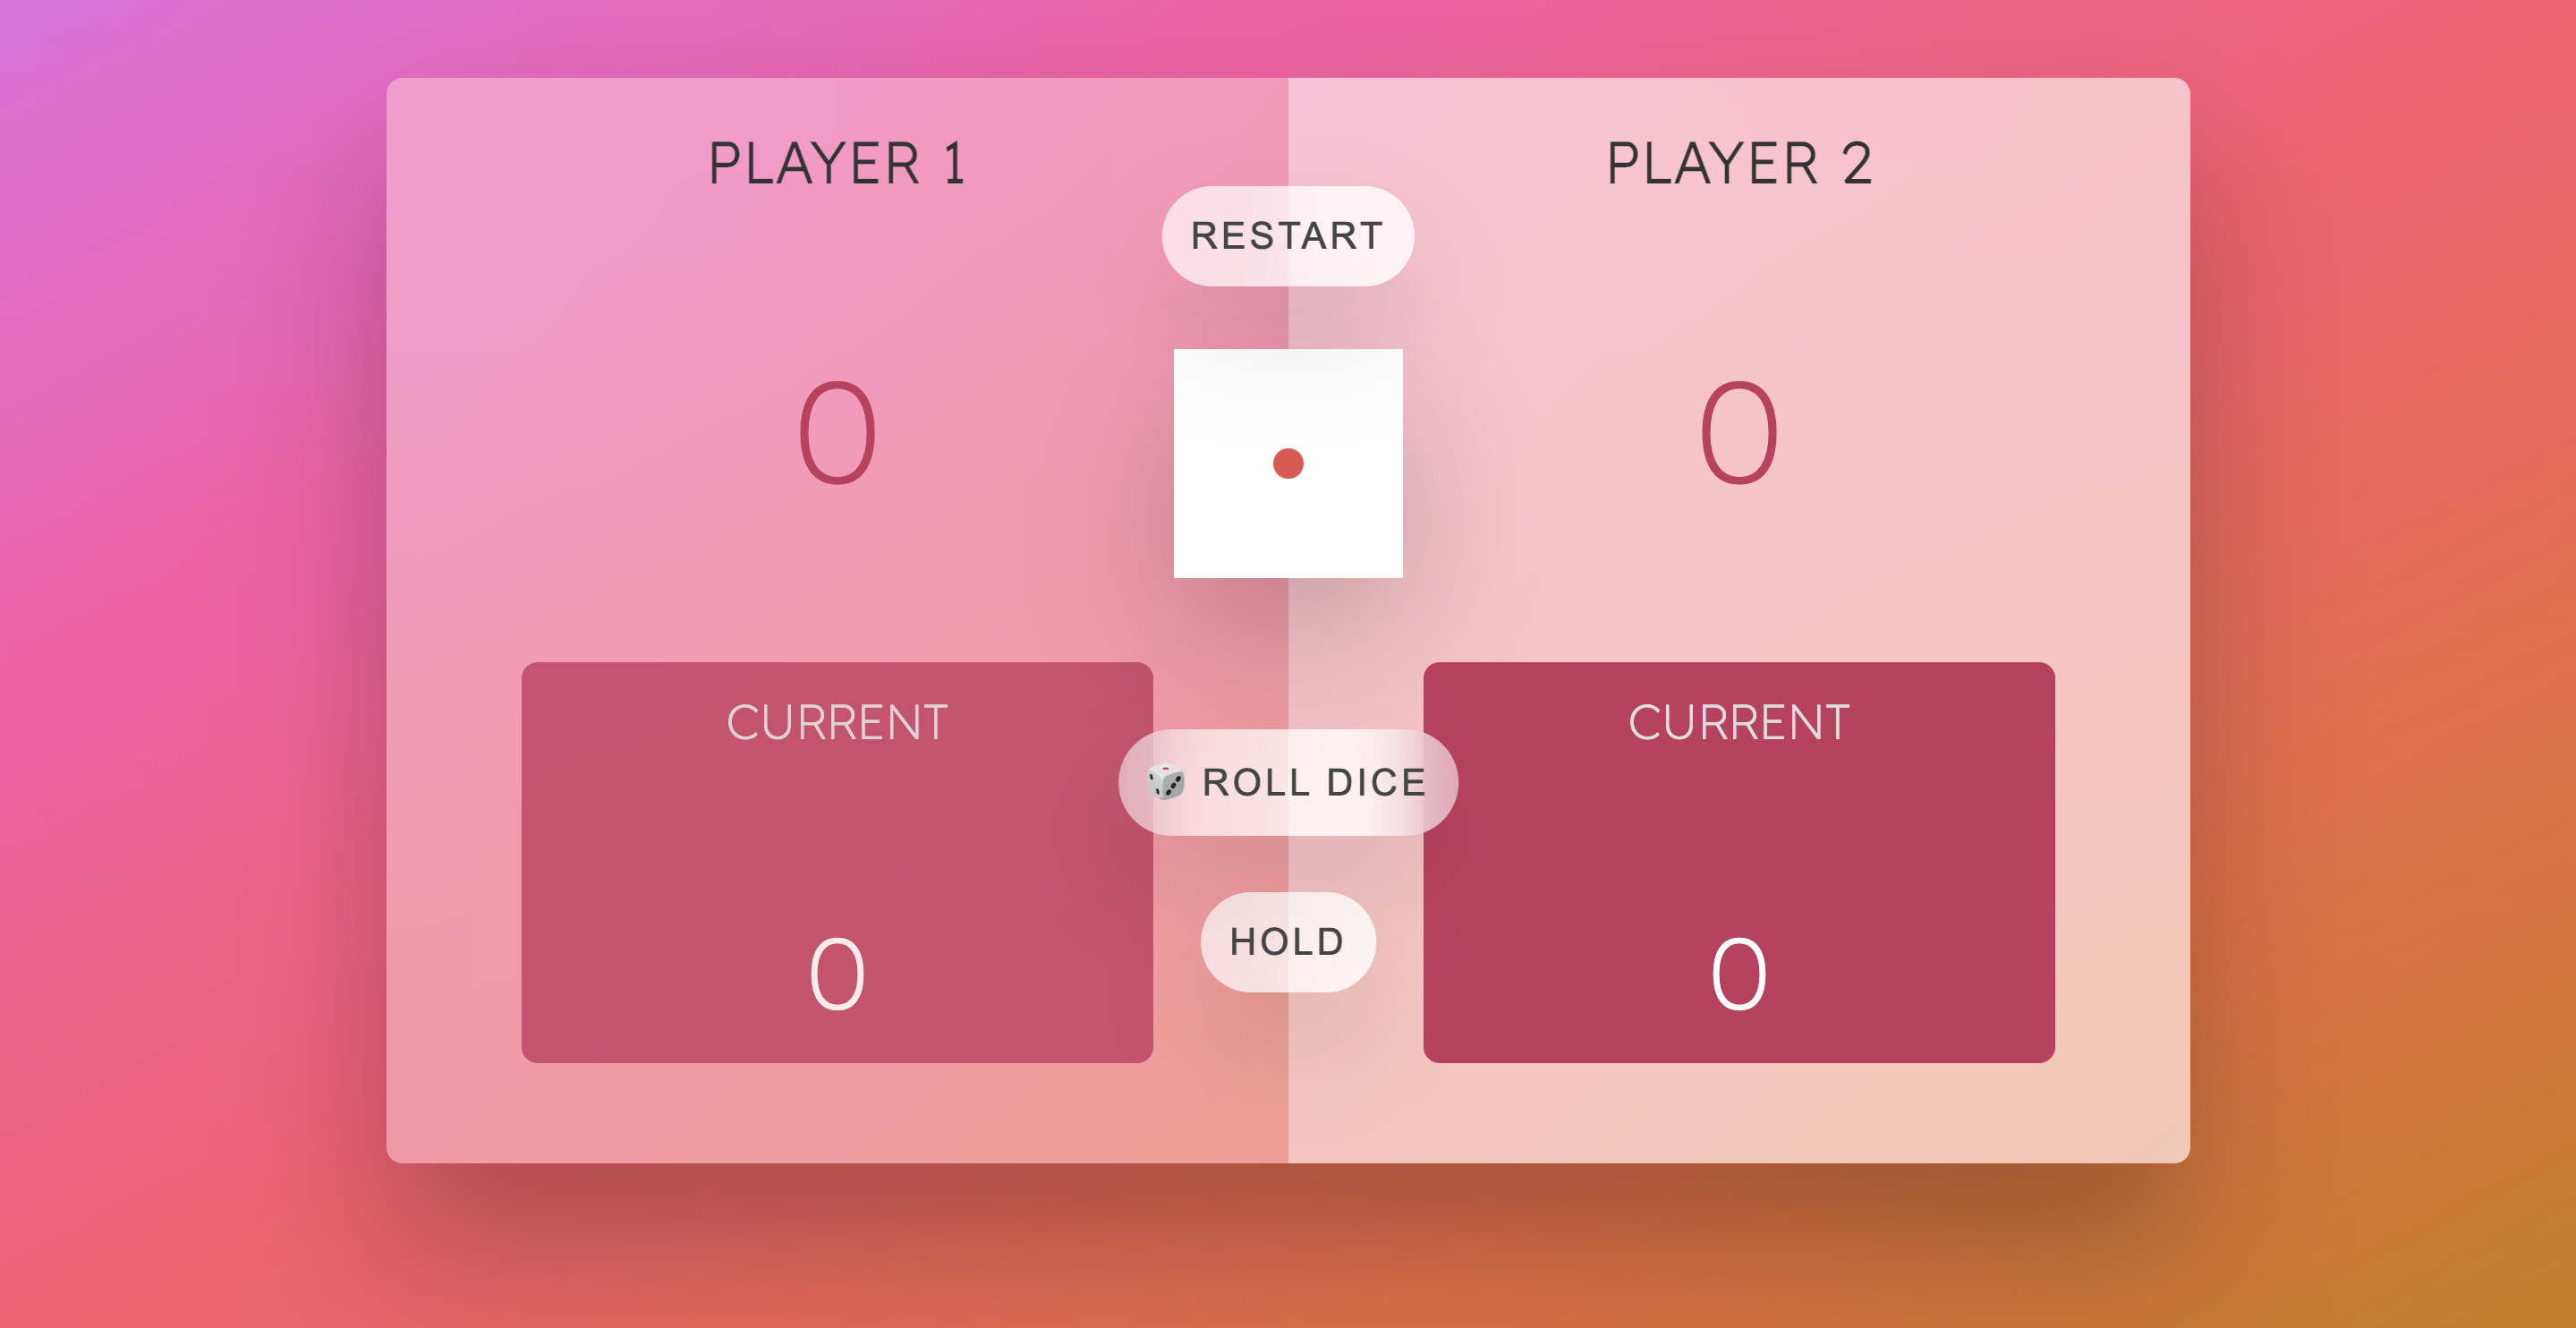 PLAYER 1
0
CURRENT
0
RESTART
ROLL DICE
HOLD
PLAYER 2
0
CURRENT
0